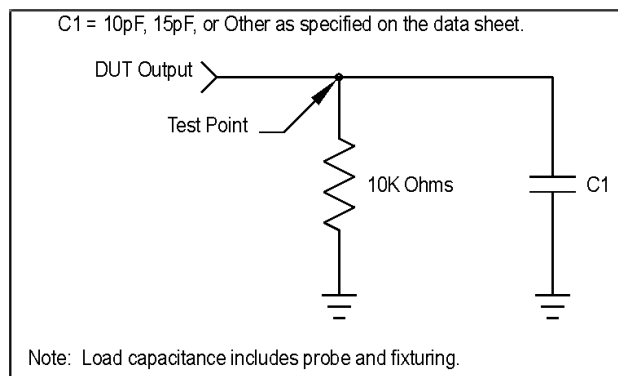 C1 = 10pF, 15pF, or Other as specified on the data sheet.
DUT Output
Test Point
10K Ohms
C1
Note: Load capacitance includes probe and fixturing.